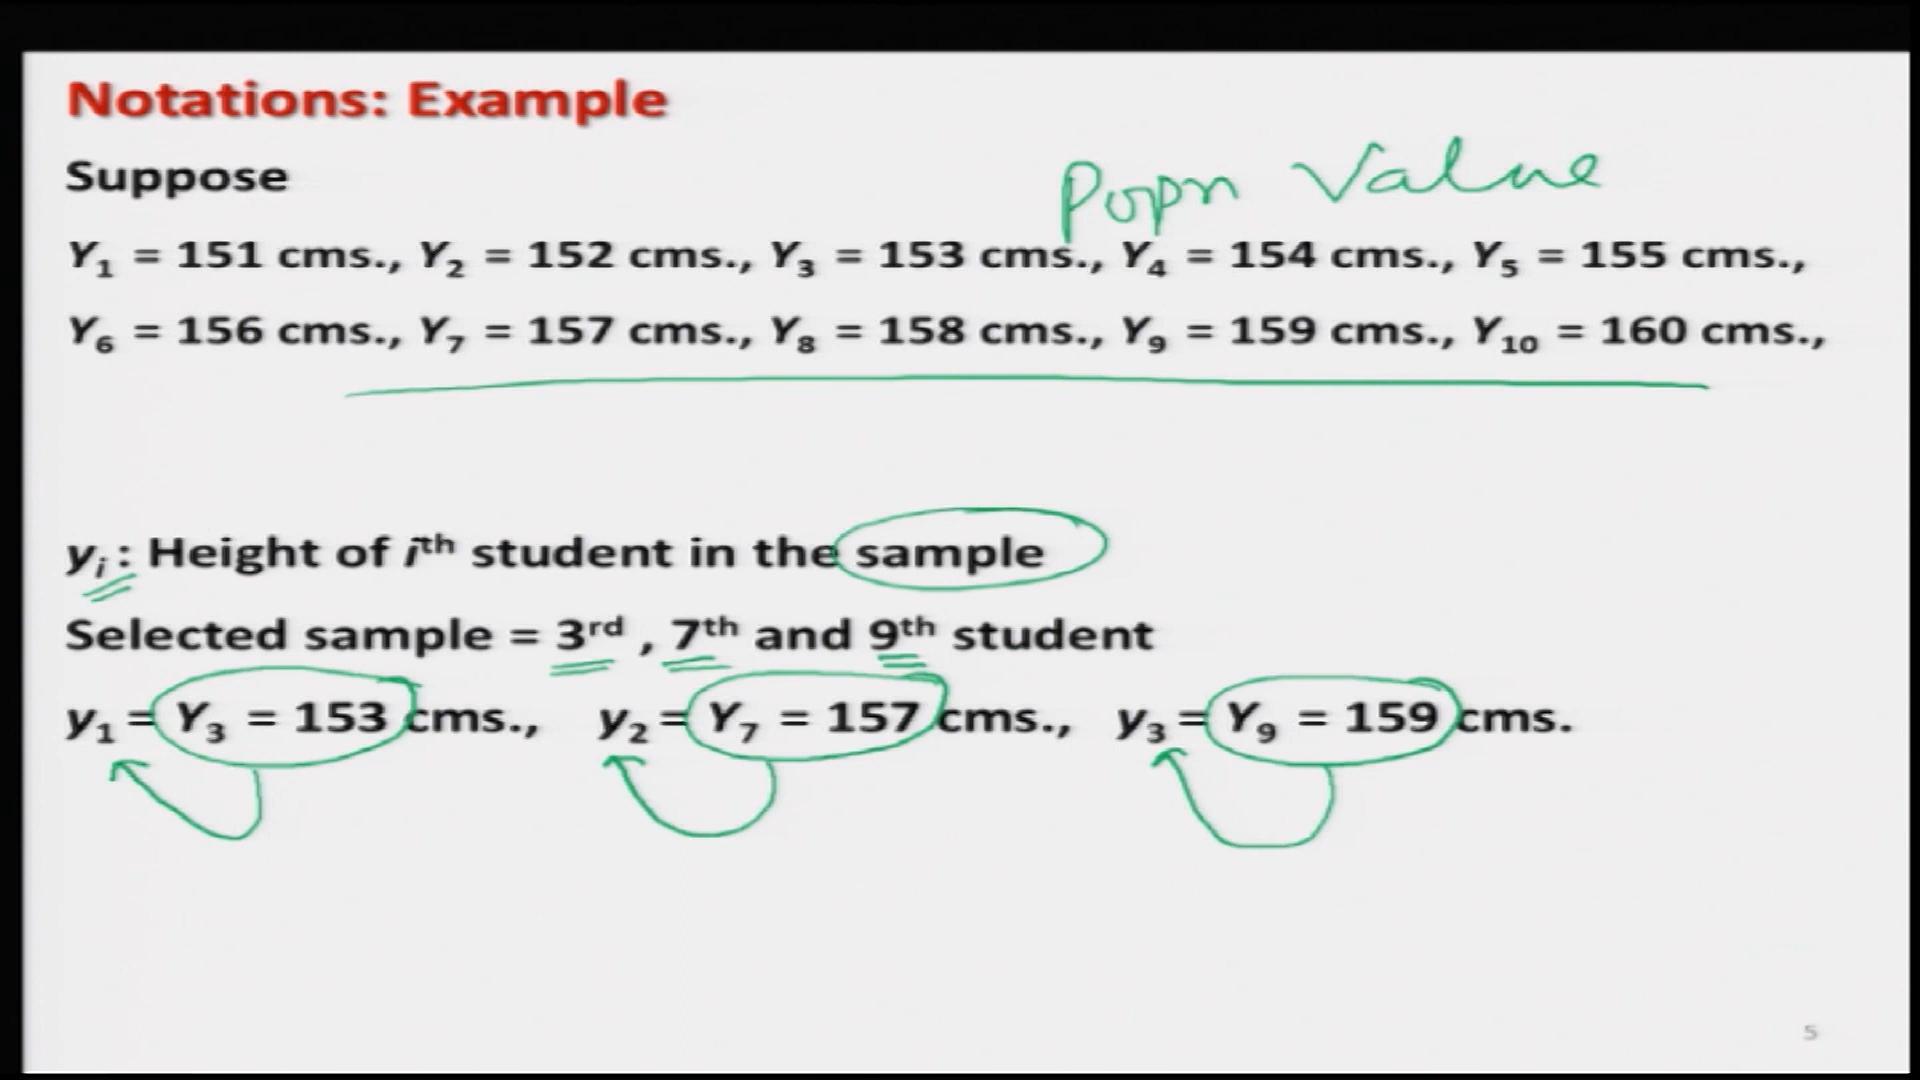 Notations: Example
Suppose
Popn Value
Y₁ = 151 cms., Y₂ = 152 cms., Y₃ = 153 cms., Y₄ = 154 cms., Y₅ = 155 cms.,
Y₆ = 156 cms., Y₇ = 157 cms., Y₈ = 158 cms., Y₉ = 159 cms., Y₁₀ = 160 cms.,
yᵢ : Height of iᵗʰ student in the sample
Selected sample = 3ʳᵈ , 7ᵗʰ and 9ᵗʰ student
y₁ = Y₃ = 153 cms., y₂ = Y₇ = 157 cms., y₃ = Y₉ = 159 cms.
5